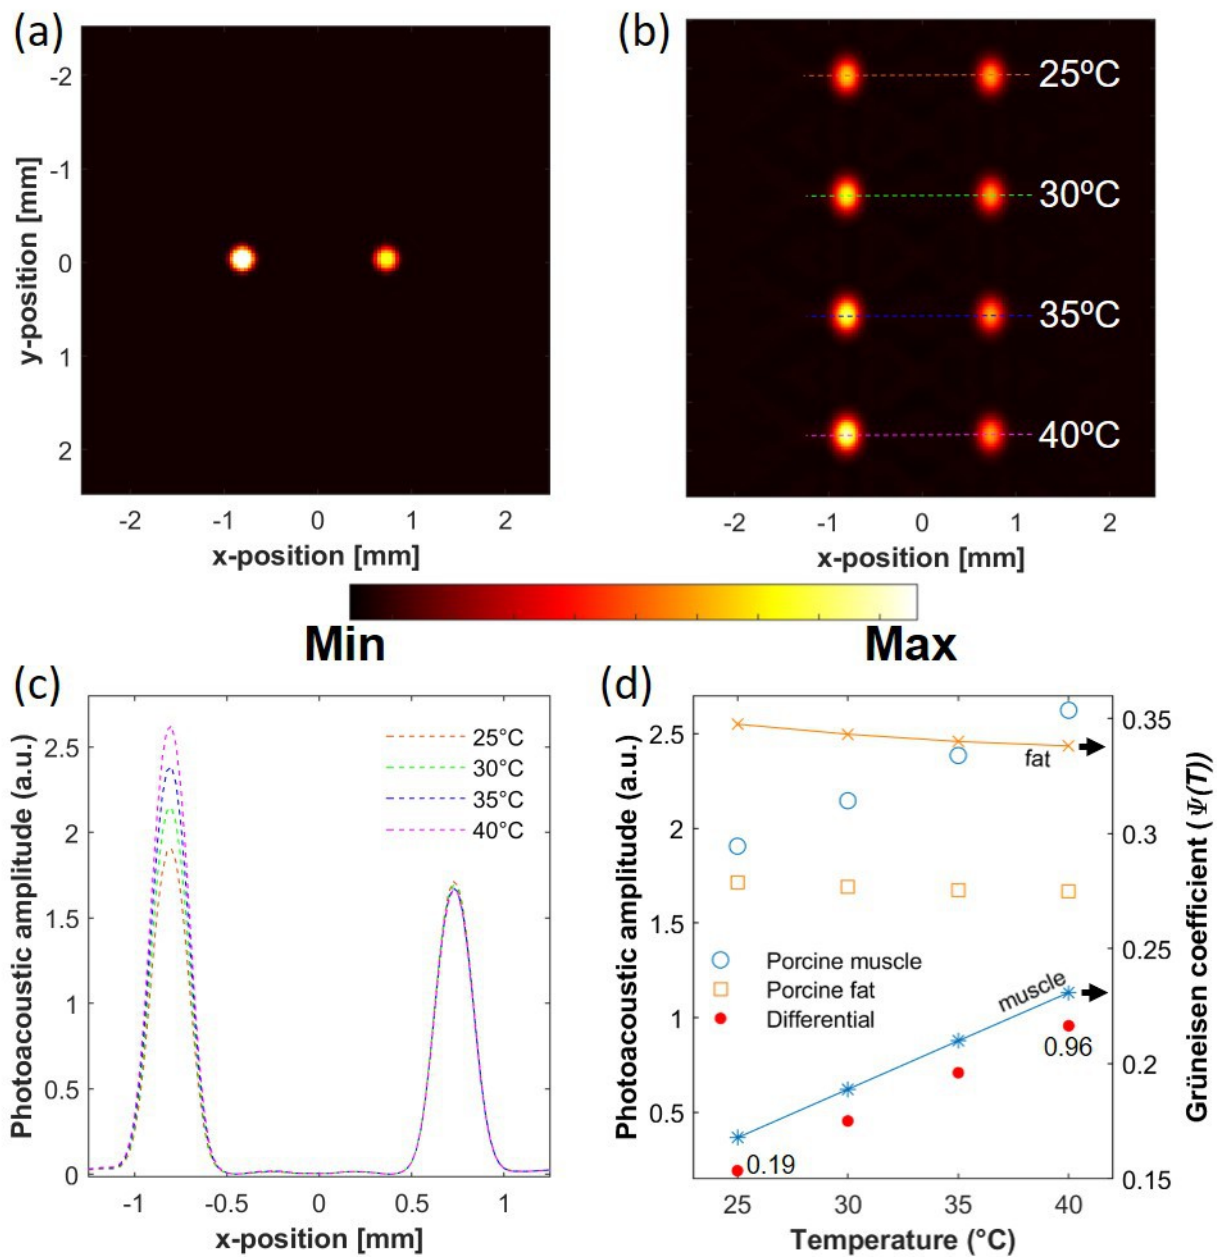 (a)
-2
-1
0
1
2
y-position [mm]
-2 -1 0 1 2
x-position [mm]
(b)
25ºC
30ºC
35ºC
40ºC
-2 -1 0 1 2
x-position [mm]
Min Max
(c)
2.5
2
1.5
1
0.5
0
Photoacoustic amplitude (a.u.)
25°C
30°C
35°C
40°C
-1 -0.5 0 0.5 1
x-position [mm]
(d)
2.5
2
1.5
1
0.5
Photoacoustic amplitude (a.u.)
fat
Porcine muscle
Porcine fat
Differential
muscle
0.96
0.19
0.35
0.3
0.25
0.2
0.15
Grüneisen coefficient (Ψ(T))
25 30 35 40
Temperature (°C)